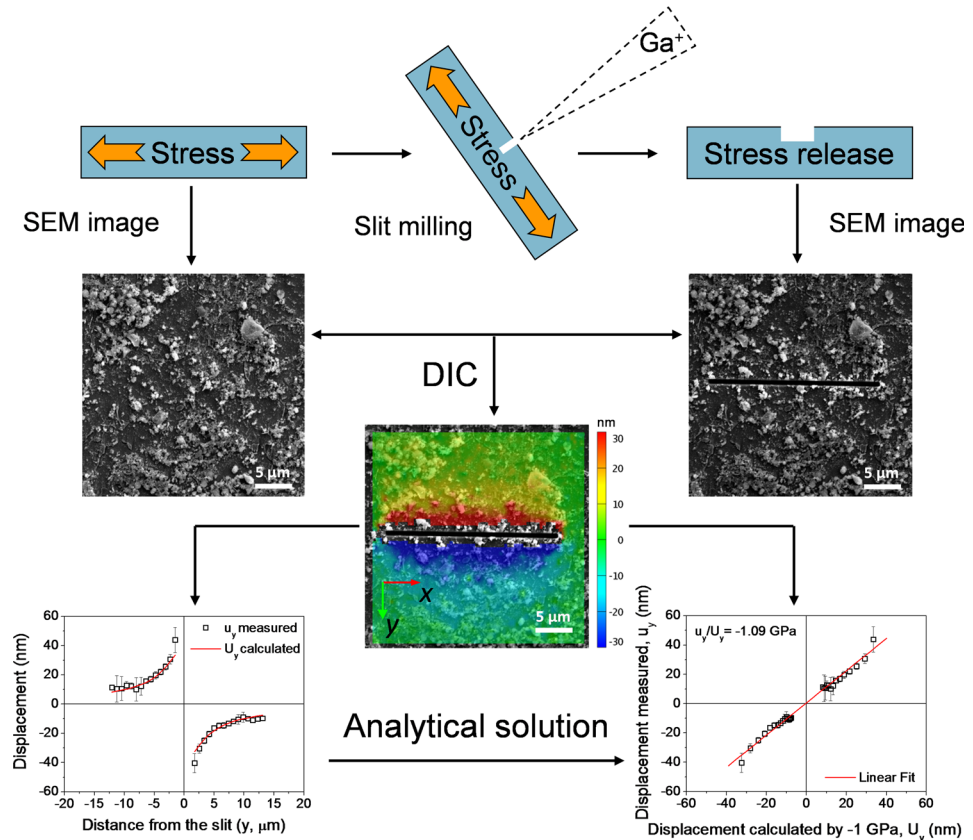 Ga⁺
Stress
Stress
Stress release
SEM image
Slit milling
SEM image
DIC
5 μm
5 μm
nm
30
20
10
0
-10
-20
-30
x
y
5 μm
60
40
20
0
-20
-40
-60
-20 -15 -10 -5 0 5 10 15 20
Displacement (nm)
Distance from the slit (y, μm)
u_y measured
U_y calculated
Analytical solution
60
40
20
0
-20
-40
-60
-60 -40 -20 0 20 40 60
Displacement measured, u_y (nm)
Displacement calculated by -1 GPa, U_y (nm)
u_y/U_y = -1.09 GPa
Linear Fit